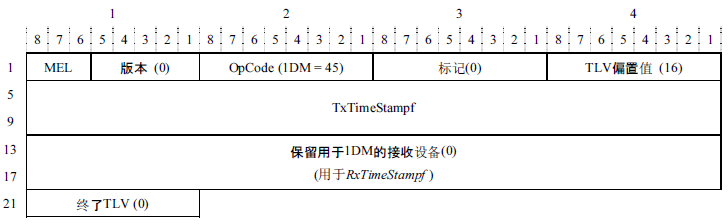 1 2 3 4
8 7 6 5 4 3 2 1 8 7 6 5 4 3 2 1 8 7 6 5 4 3 2 1 8 7 6 5 4 3 2 1
1 MEL 版本 (0) OpCode (1DM = 45) 标记(0) TLV偏置值 (16)
5
TxTimeStampf
9
13 保留用于1DM的接收设备(0)
17 (用于RxTimeStampf )
21 终了TLV (0)